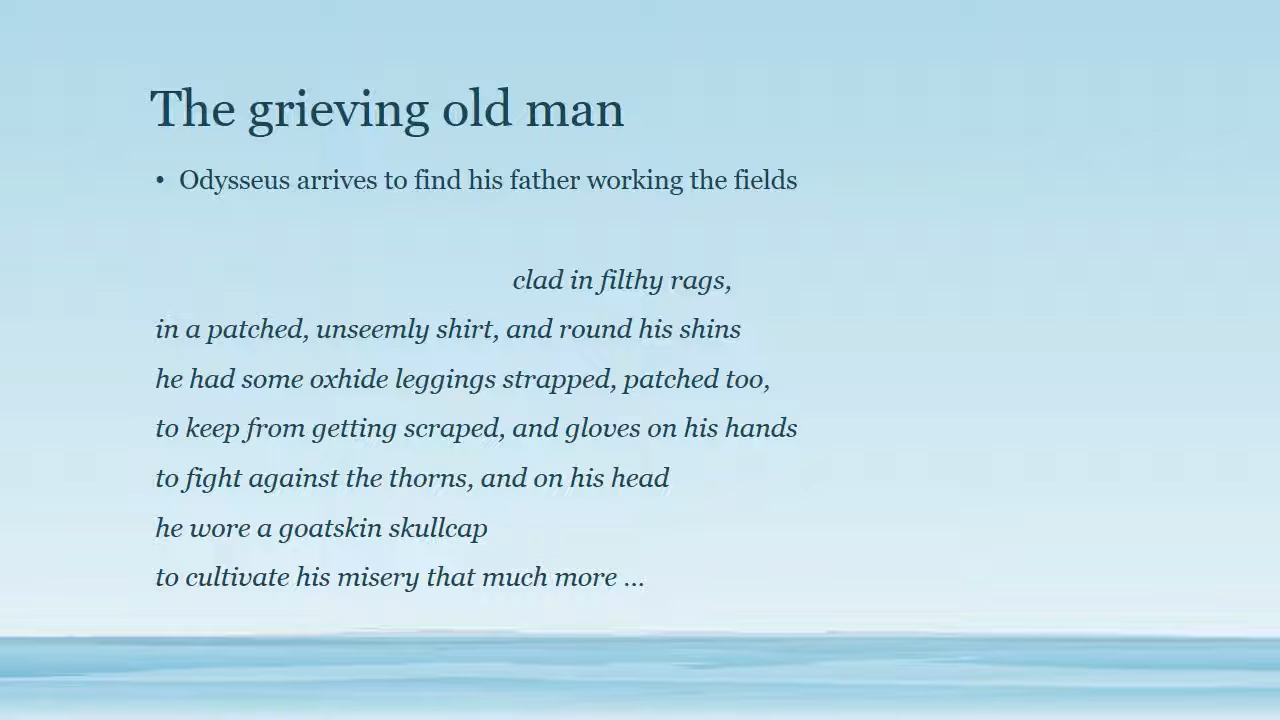 The grieving old man
• Odysseus arrives to find his father working the fields
clad in filthy rags,
in a patched, unseemly shirt, and round his shins
he had some oxhide leggings strapped, patched too,
to keep from getting scraped, and gloves on his hands
to fight against the thorns, and on his head
he wore a goatskin skullcap
to cultivate his misery that much more ...